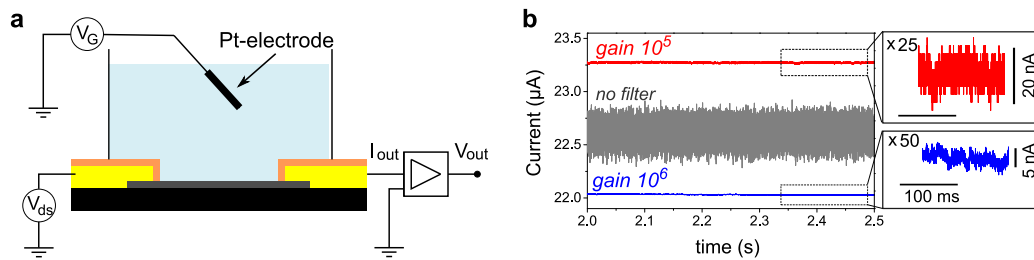 a
V_G
Pt-electrode
I_out
V_out
V_ds
b
Current (µA)
23.5
23.0
22.5
22.0
gain 10^5
no filter
gain 10^6
2.0
2.1
2.2
2.3
2.4
2.5
time (s)
x25
20 nA
x50
5 nA
100 ms